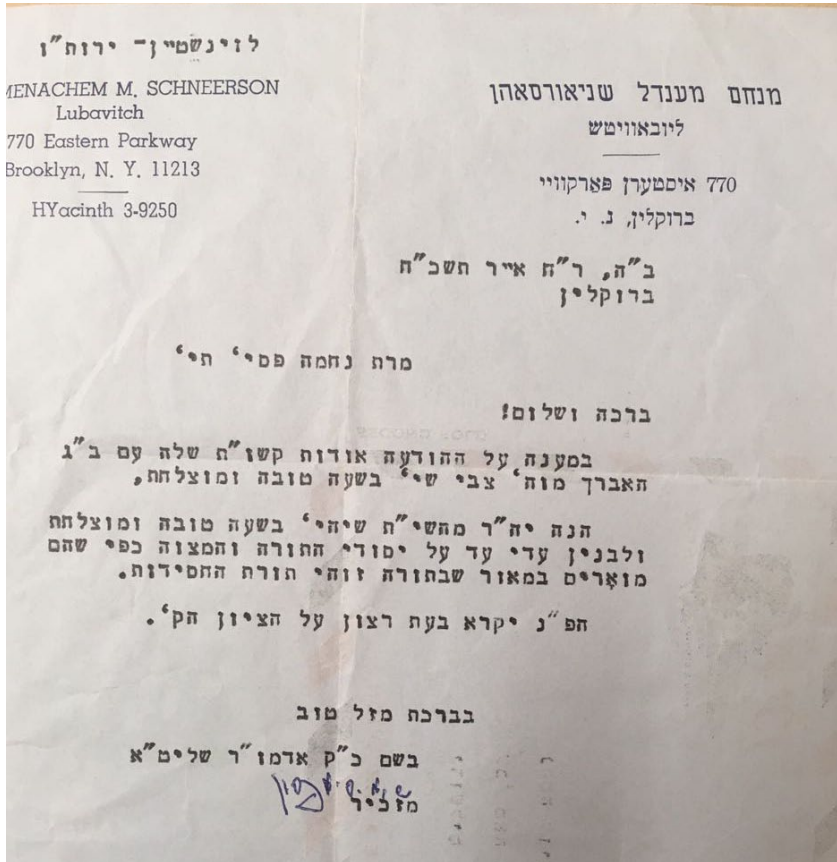 לזינשטיין- ירות"ו
MENACHEM M. SCHNEERSON
Lubavitch
770 Eastern Parkway
Brooklyn, N. Y. 11213
HYacinth 3-9250
מנחם מענדל שניאורסאהן
ליובאוויטש
770 איסטערן פּאַרקוויי
ברוקלין, נ. י.
ב"ה, ר"ח אייר תשכ"ח
ברוקלין
מרת נחמה פסי' תי'
ברכה ושלום!
במענה על ההודעה אודות קשו"ת שלה עם ב"ג
האברך מוה' צבי שי' בשעה טובה ומוצלחת,
הנה יה"ר מהשי"ת שיהי' בשעה טובה ומוצלחת
ולבנין עדי עד על יסודי התורה והמצוה כפי שהם
מוארים במאור שבתורה זוהי תורת החסידות.
הפ"נ יקרא בעת רצון על הציון הק'.
בברכת מזל טוב
בשם כ"ק אדמו"ר שליט"א
מזכיר